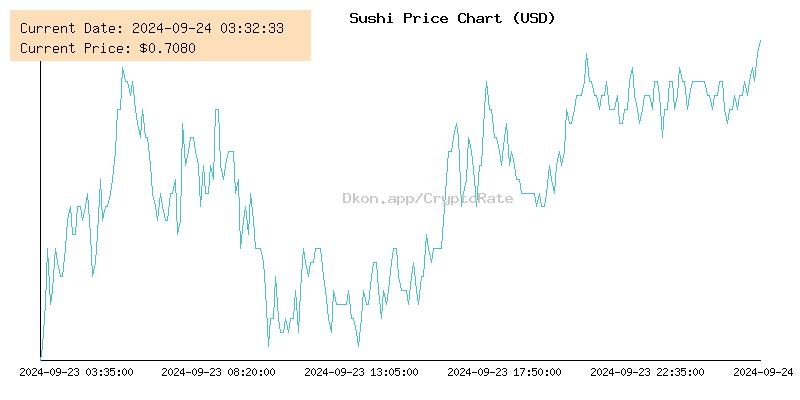 Sushi Price Chart (USD)
Current Date: 2024-09-24 03:32:33
Current Price: $0.7080
Dkon.app/CryptoRate
2024-09-23 03:35:00 2024-09-23 08:20:00 2024-09-23 13:05:00 2024-09-23 17:50:00 2024-09-23 22:35:00 2024-09-24